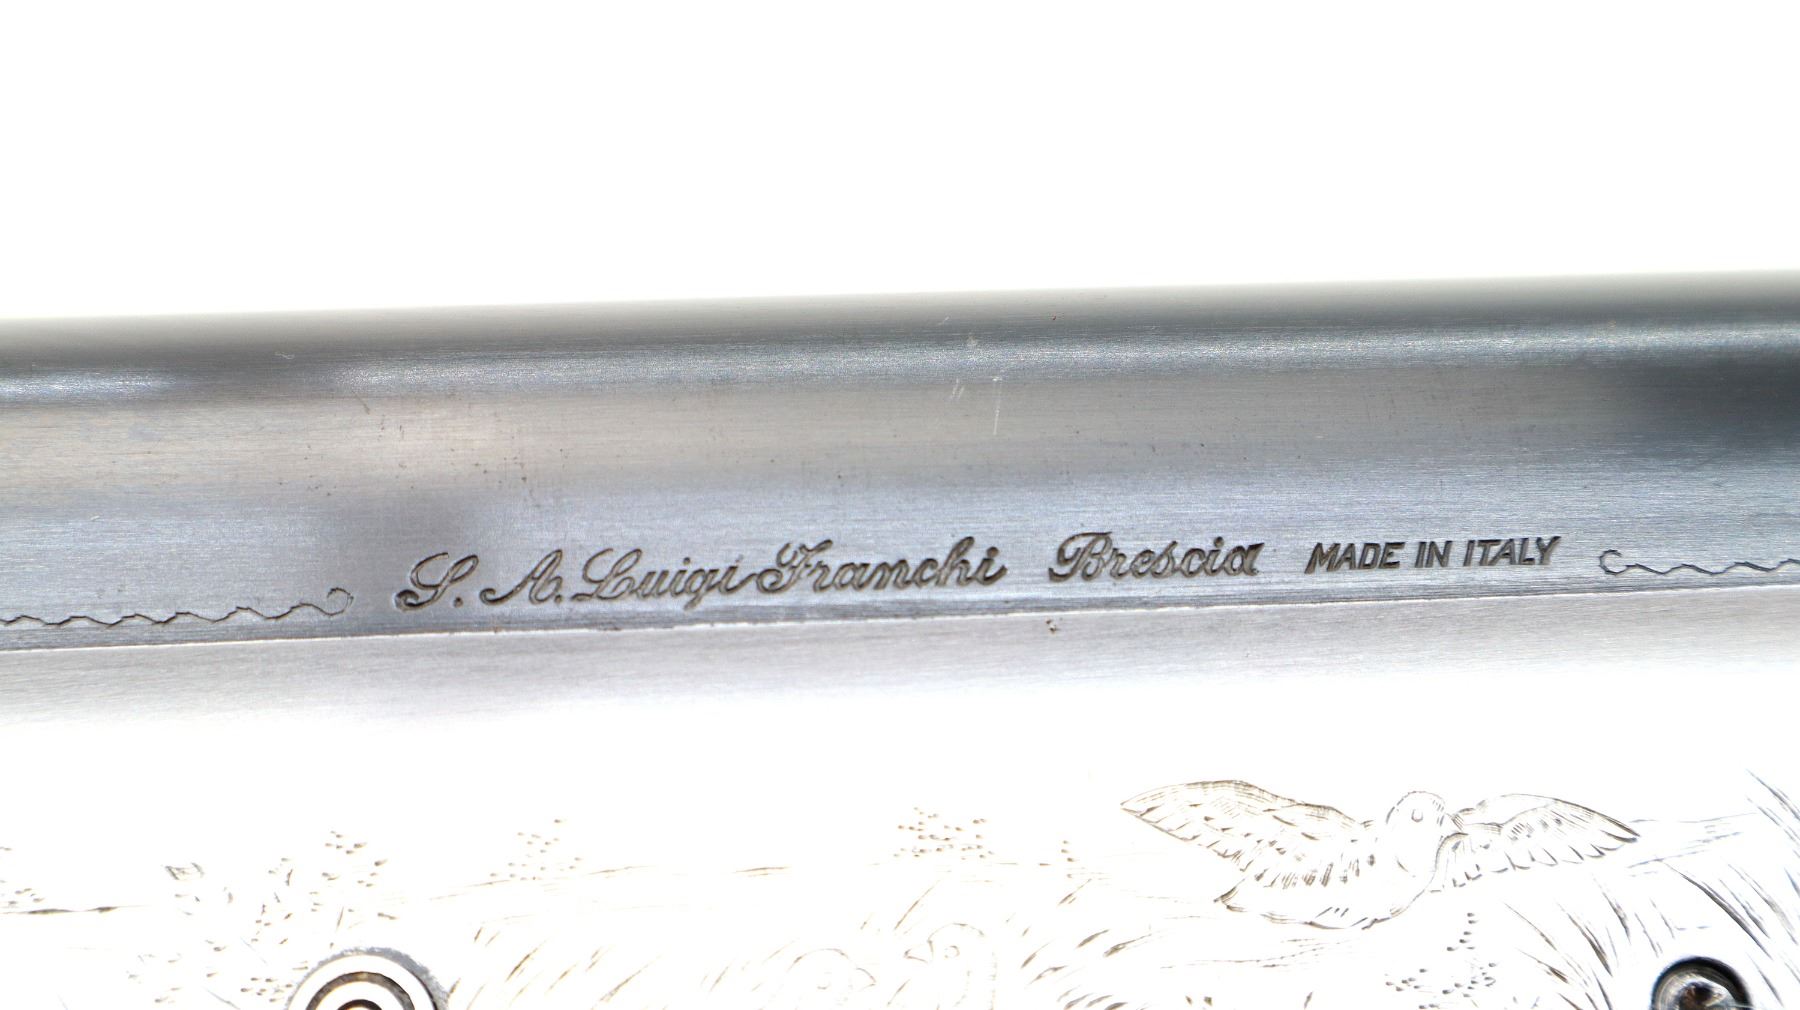 S. A. Luigi Franchi Brescia MADE IN ITALY